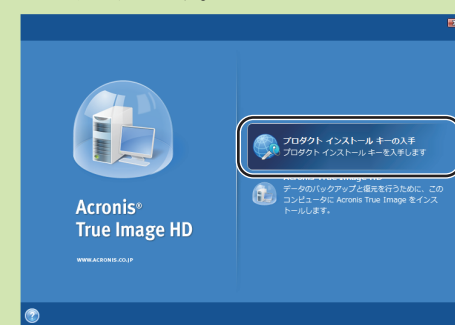 プロダクト インストール キーの入手
プロダクト インストール キーを入手します
Acronis True Image HD
データのバックアップと復元を行うために、この
コンピュータに Acronis True Image をインス
トールします。
Acronis®
True Image HD
WWW.ACRONIS.CO.JP
?